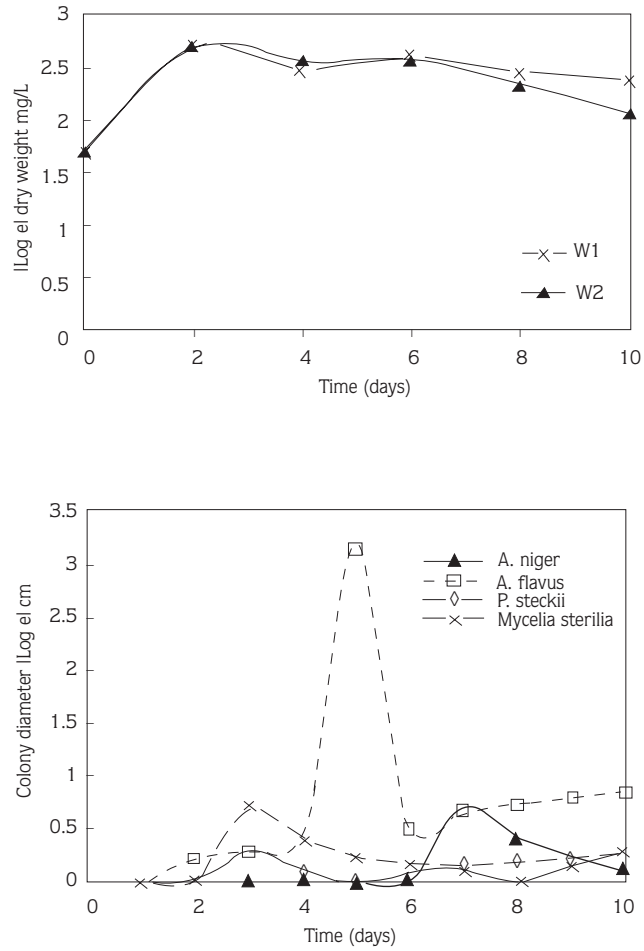 3
2.5
2
1.5
1
0.5
0
|Log el dry weight mg/L
W1
W2
0 2 4 6 8 10
Time (days)
3.5
3
2.5
2
1.5
1
0.5
0
Colony diameter |Log el cm
A. niger
A. flavus
P. steckii
Mycelia sterilia
0 2 4 6 8 10
Time (days)